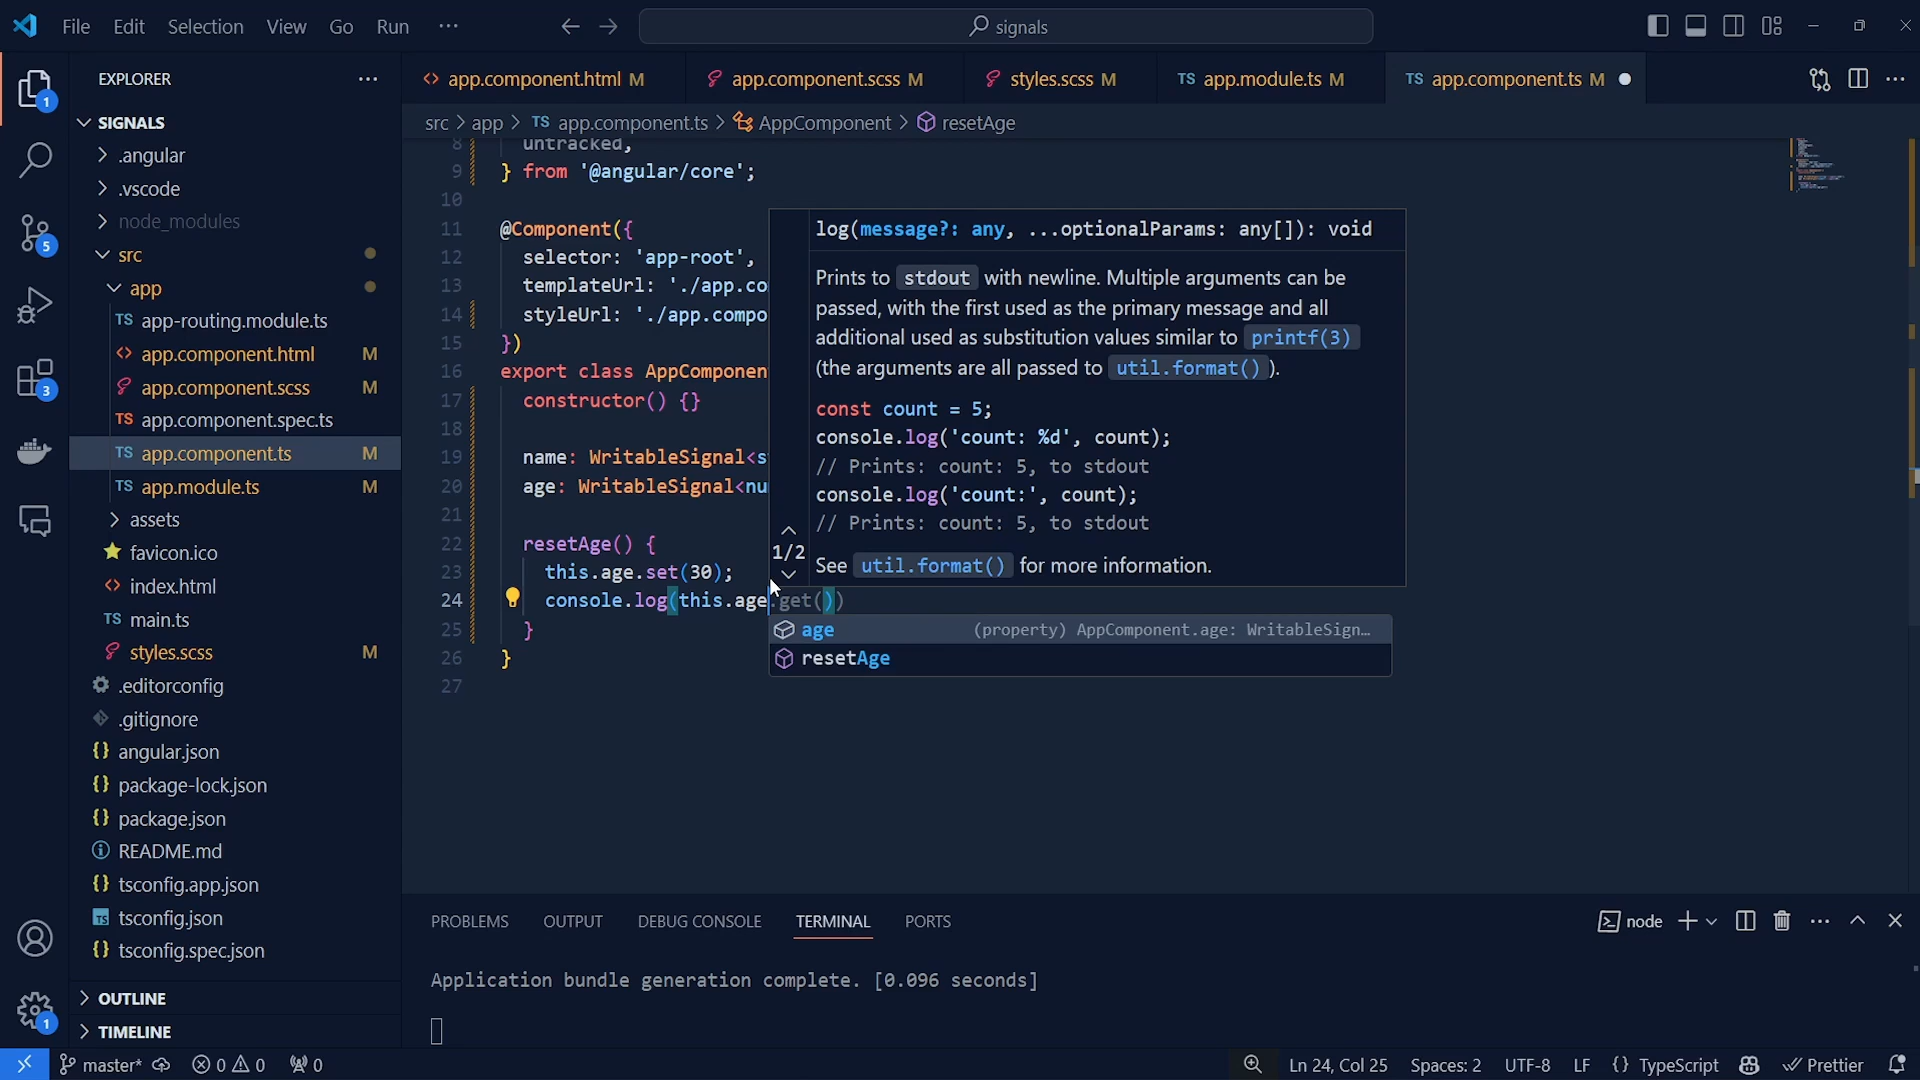 File Edit Selection View Go Run ···
signals
EXPLORER ···
SIGNALS
.angular
.vscode
node_modules
src
app
TS app-routing.module.ts
<> app.component.html M
app.component.scss M
TS app.component.spec.ts
TS app.component.ts M
TS app.module.ts M
assets
favicon.ico
<> index.html
TS main.ts
styles.scss M
.editorconfig
.gitignore
{} angular.json
{} package-lock.json
{} package.json
README.md
{} tsconfig.app.json
TS tsconfig.json
{} tsconfig.spec.json
OUTLINE
TIMELINE
1
5
3
1
<> app.component.html M
app.component.scss M
styles.scss M
TS app.module.ts M
TS app.component.ts M
src > app > TS app.component.ts > AppComponent > resetAge
8 untracked,
9 } from '@angular/core';
10
11 @Component({
12 selector: 'app-root',
13 templateUrl: './app.co
14 styleUrl: './app.compo
15 })
16 export class AppComponent
17 constructor() {}
18
19 name: WritableSignal<s
20 age: WritableSignal<nu
21
22 resetAge() {
23 this.age.set(30);
24 console.log(this.age.get())
25 }
26 }
27
log(message?: any, ...optionalParams: any[]): void
Prints to stdout with newline. Multiple arguments can be
passed, with the first used as the primary message and all
additional used as substitution values similar to printf(3)
(the arguments are all passed to util.format() ).
const count = 5;
console.log('count: %d', count);
// Prints: count: 5, to stdout
console.log('count:', count);
// Prints: count: 5, to stdout
1/2
See util.format() for more information.
age (property) AppComponent.age: WritableSign…
resetAge
PROBLEMS OUTPUT DEBUG CONSOLE TERMINAL PORTS
node
Application bundle generation complete. [0.096 seconds]
master* 0 0 0
Ln 24, Col 25 Spaces: 2 UTF-8 LF {} TypeScript Prettier